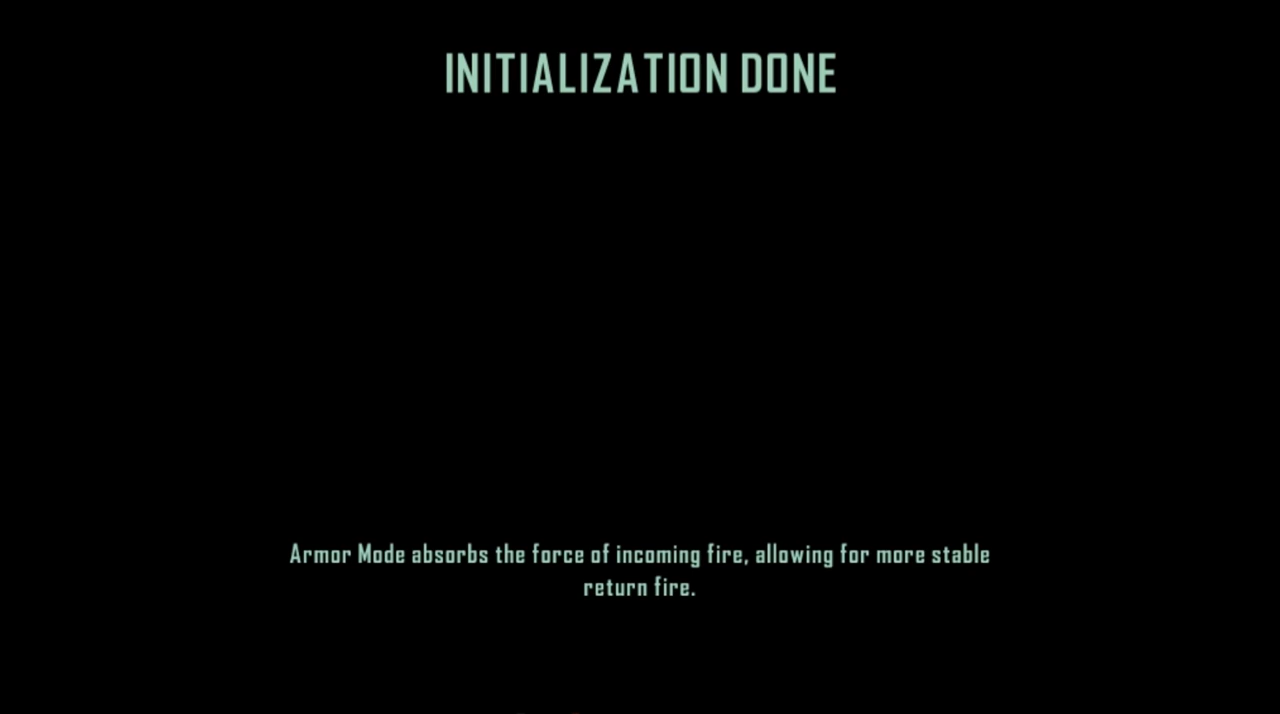 INITIALIZATION DONE
Armor Mode absorbs the force of incoming fire, allowing for more stable
return fire.